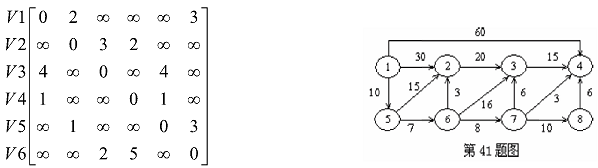 V1 0 2 ∞ ∞ ∞ 3
V2 ∞ 0 3 2 ∞ ∞
V3 4 ∞ 0 ∞ 4 ∞
V4 1 ∞ ∞ 0 1 ∞
V5 ∞ 1 ∞ ∞ 0 3
V6 ∞ ∞ 2 5 ∞ 0
60
30 20 15
1 2 3 4
10 15 3 16 6 3 6
5 6 7 8
7 8 10
第 41 题图